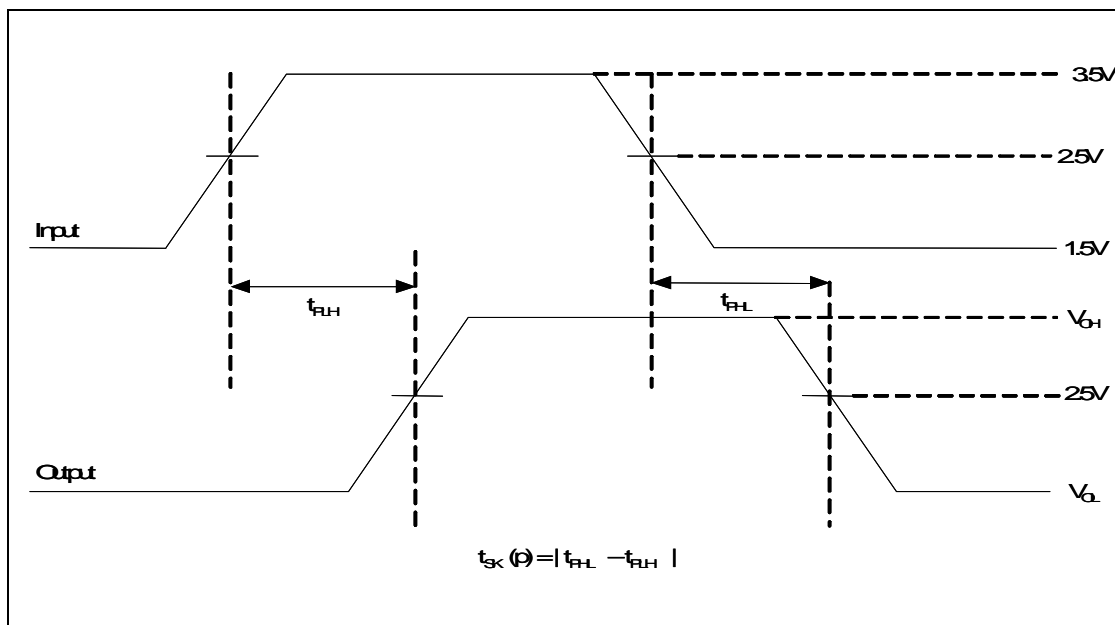 3.5V
2.5V
Input
1.5V
tPLH
tPHL
VOH
2.5V
Output
VOL
tSK (p)=| tPHL – tPLH |